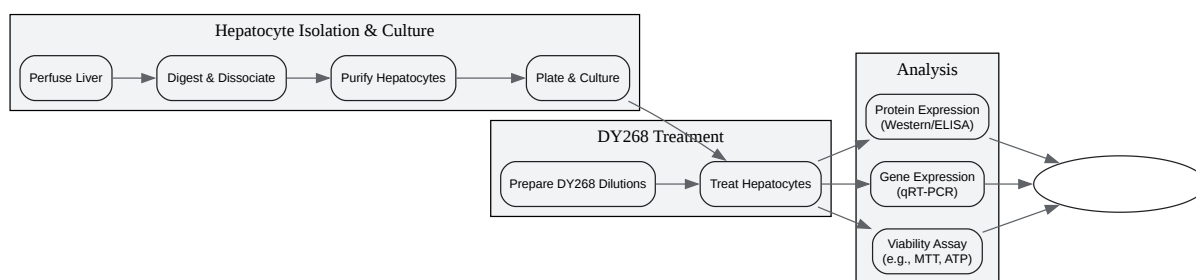 Hepatocyte Isolation & Culture
Perfuse Liver
Digest & Dissociate
Purify Hepatocytes
Plate & Culture
DY268 Treatment
Prepare DY268 Dilutions
Treat Hepatocytes
Analysis
Protein Expression
(Western/ELISA)
Gene Expression
(qRT-PCR)
Viability Assay
(e.g., MTT, ATP)